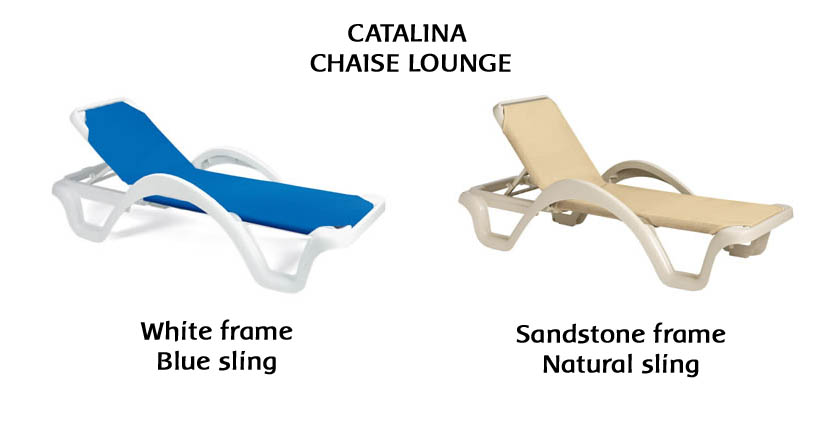 CATALINA
CHAISE LOUNGE
White frame
Blue sling
Sandstone frame
Natural sling